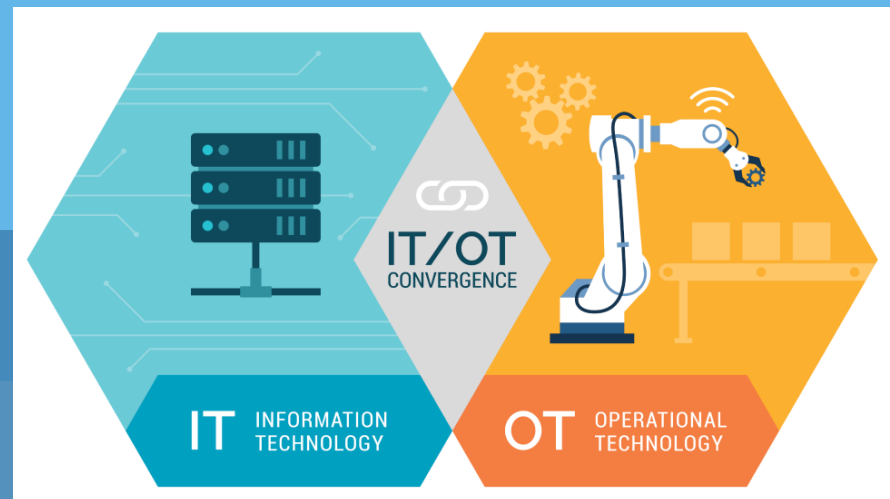 IT/OT
CONVERGENCE
IT
INFORMATION
TECHNOLOGY
OT
OPERATIONAL
TECHNOLOGY